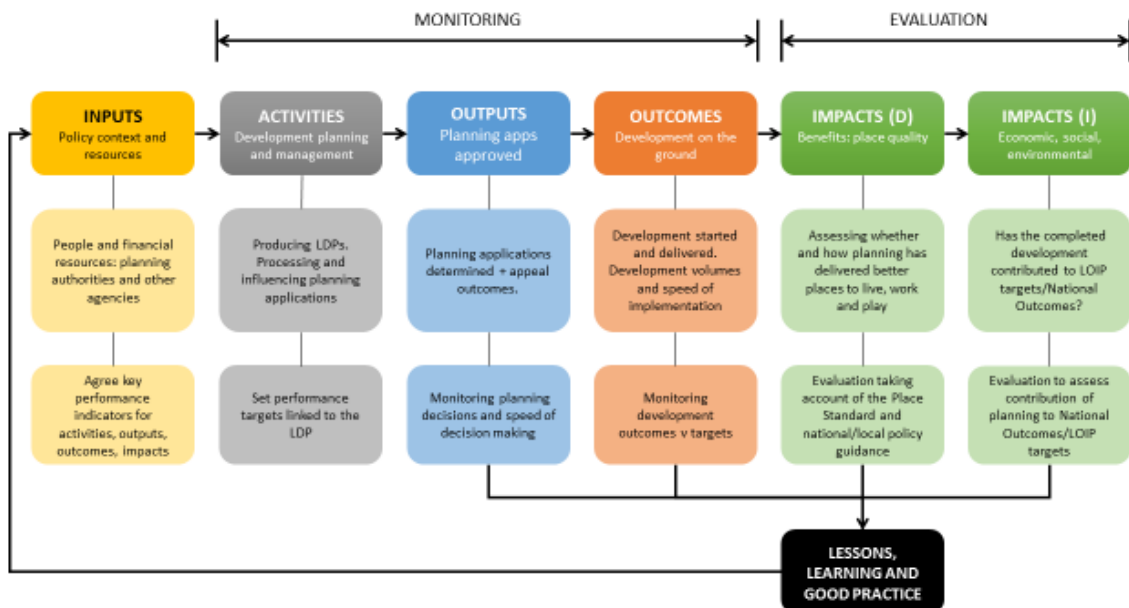 MONITORING
EVALUATION
INPUTS
Policy context and
resources
ACTIVITIES
Development planning
and management
OUTPUTS
Planning apps
approved
OUTCOMES
Development on the
ground
IMPACTS (D)
Benefits: place quality
IMPACTS (I)
Economic, social,
environmental
People and financial
resources: planning
authorities and other
agencies
Producing LDPs.
Processing and
influencing planning
applications
Planning applications
determined + appeal
outcomes.
Development started
and delivered.
Development volumes
and speed of
implementation
Assessing whether
and how planning has
delivered better
places to live, work
and play
Has the completed
development
contributed to LOIP
targets/National
Outcomes?
Agree key
performance
indicators for
activities, outputs,
outcomes, impacts
Set performance
targets linked to the
LDP
Monitoring planning
decisions and speed of
decision making
Monitoring
development
outcomes v targets
Evaluation taking
account of the Place
Standard and
national/local policy
guidance
Evaluation to assess
contribution of
planning to National
Outcomes/LOIP
targets
LESSONS,
LEARNING AND
GOOD PRACTICE